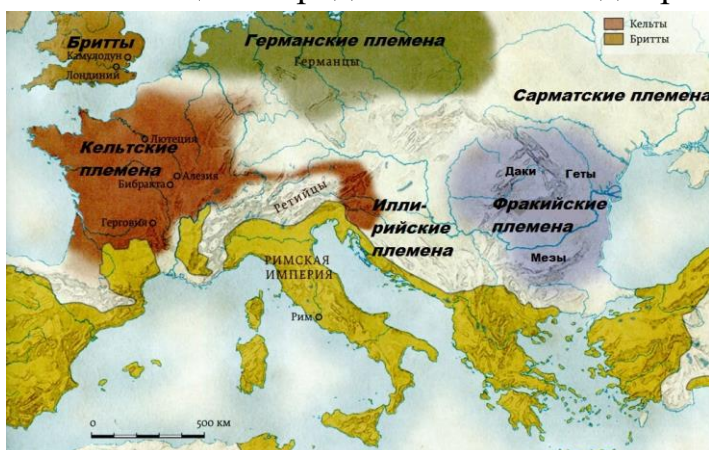 Бритты
Камулодун
Лондиний
Германские племена
Германцы
Кельты
Бритты
Сарматские племена
Лютеция
Кельтские
племена
Алезия
Бибракта
Герговия
Ретийцы
Илли-
рийские
племена
Даки
Геты
Фракийские
племена
Мезы
РИМСКАЯ
ИМПЕРИЯ
Рим
0 500 км